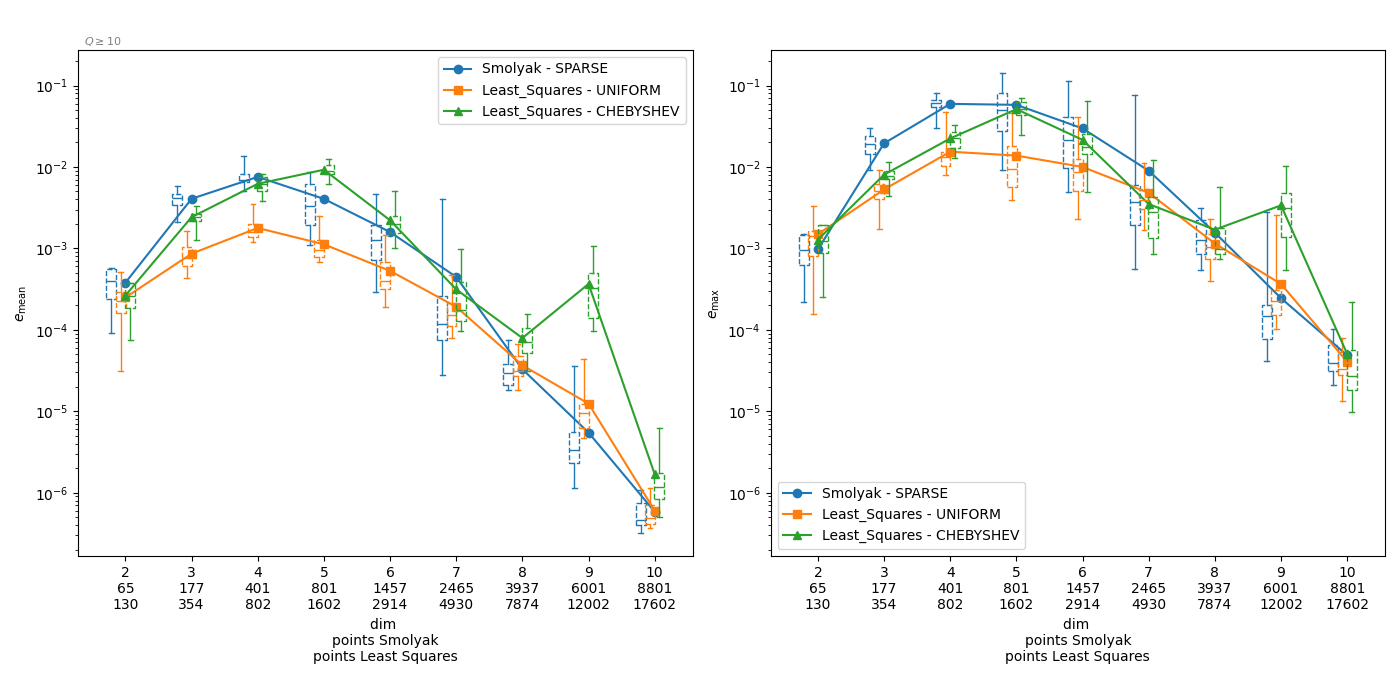 Q ≥ 10
Smolyak - SPARSE
Least_Squares - UNIFORM
Least_Squares - CHEBYSHEV
10⁻¹
10⁻²
10⁻³
10⁻⁴
10⁻⁵
10⁻⁶
e_mean
2 3 4 5 6 7 8 9 10
65 177 401 801 1457 2465 3937 6001 8801
130 354 802 1602 2914 4930 7874 12002 17602
dim
points Smolyak
points Least Squares
10⁻¹
10⁻²
10⁻³
10⁻⁴
10⁻⁵
10⁻⁶
e_max
Smolyak - SPARSE
Least_Squares - UNIFORM
Least_Squares - CHEBYSHEV
2 3 4 5 6 7 8 9 10
65 177 401 801 1457 2465 3937 6001 8801
130 354 802 1602 2914 4930 7874 12002 17602
dim
points Smolyak
points Least Squares